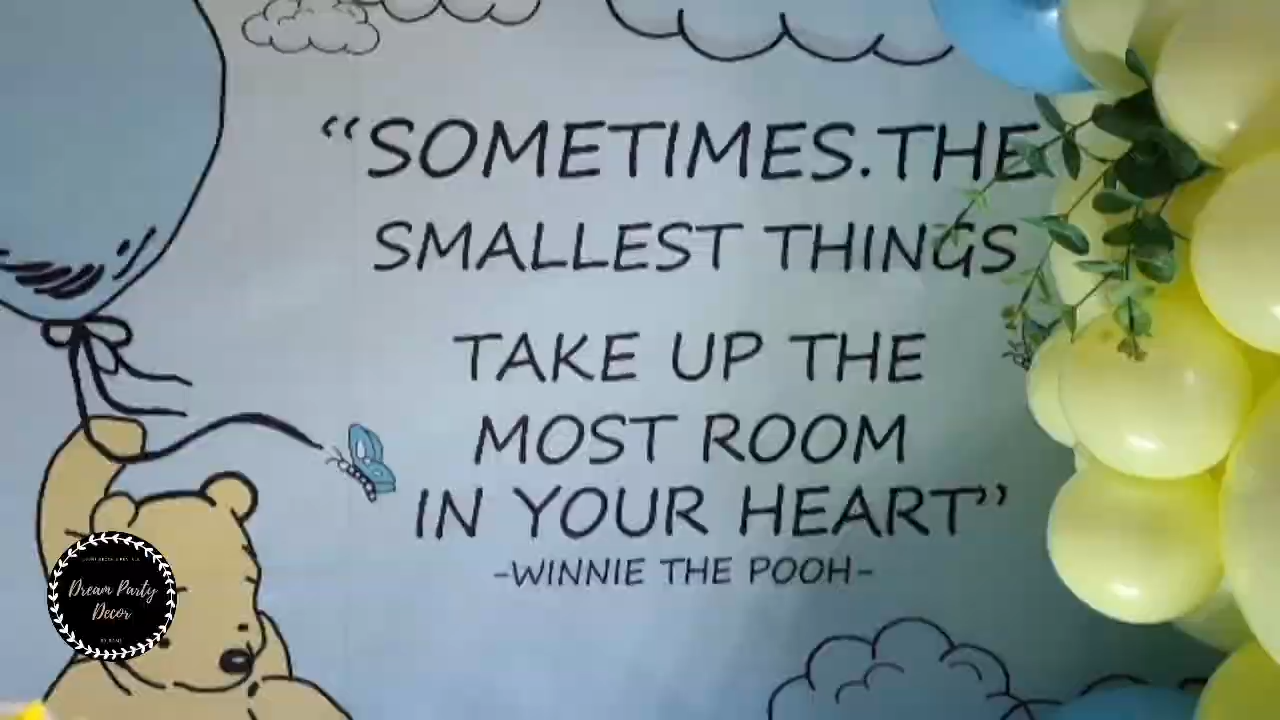 “SOMETIMES.THE
SMALLEST THINGS
TAKE UP THE
MOST ROOM
IN YOUR HEART”
-WINNIE THE POOH-
Dream Party
Decor